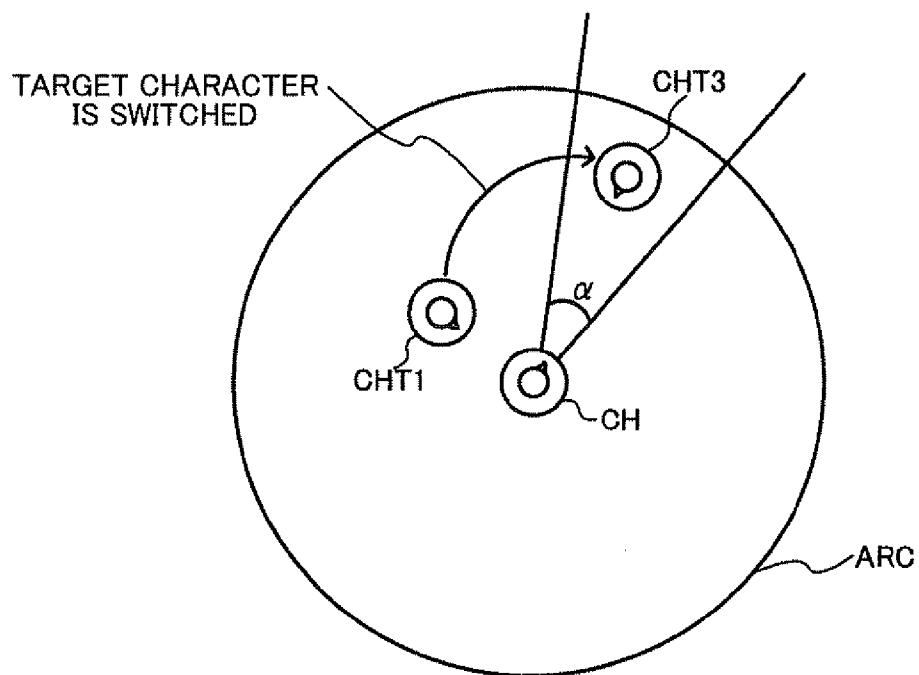 TARGET CHARACTER
IS SWITCHED
CHT3
α
CHT1
CH
ARC